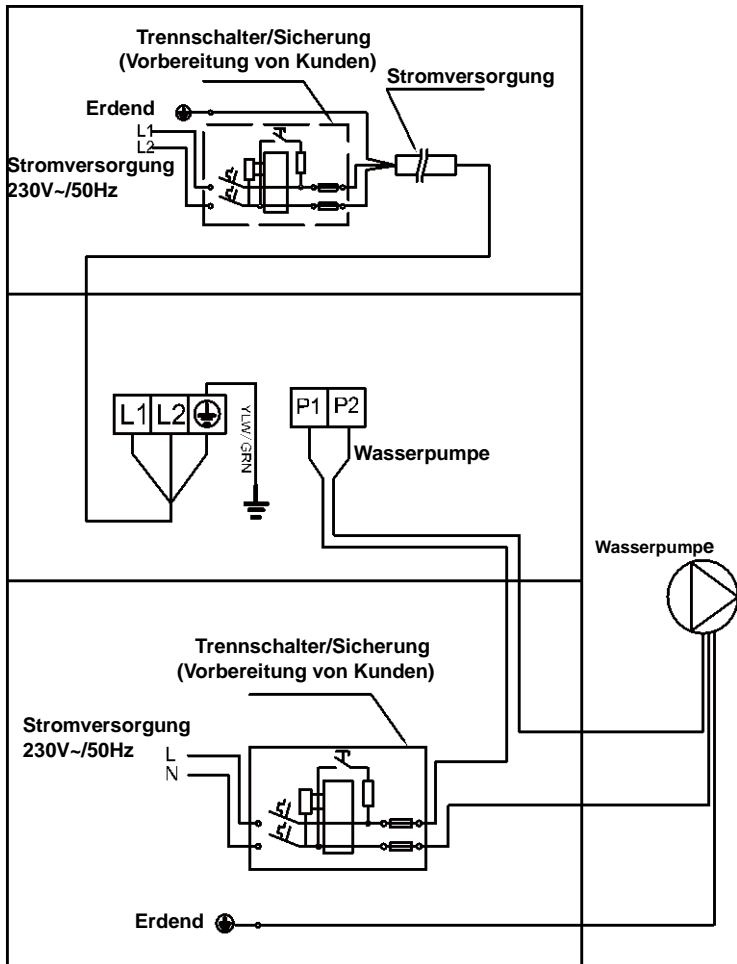 Trennschalter/Sicherung
(Vorbereitung von Kunden)
Stromversorgung
Erdend
L1
L2
Stromversorgung
230V~/50Hz
L1 L2
YLW/GRN
P1 P2
Wasserpumpe
Wasserpumpe
Trennschalter/Sicherung
(Vorbereitung von Kunden)
Stromversorgung
230V~/50Hz
L
N
Erdend